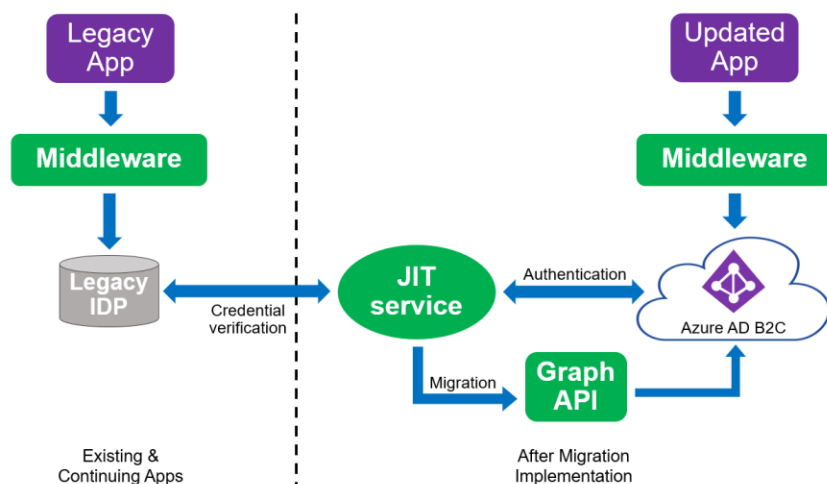 Legacy
App
Middleware
Legacy
IDP
Credential
verification
Existing &
Continuing Apps
Updated
App
Middleware
JIT
service
Authentication
Azure AD B2C
Migration
Graph
API
After Migration
Implementation